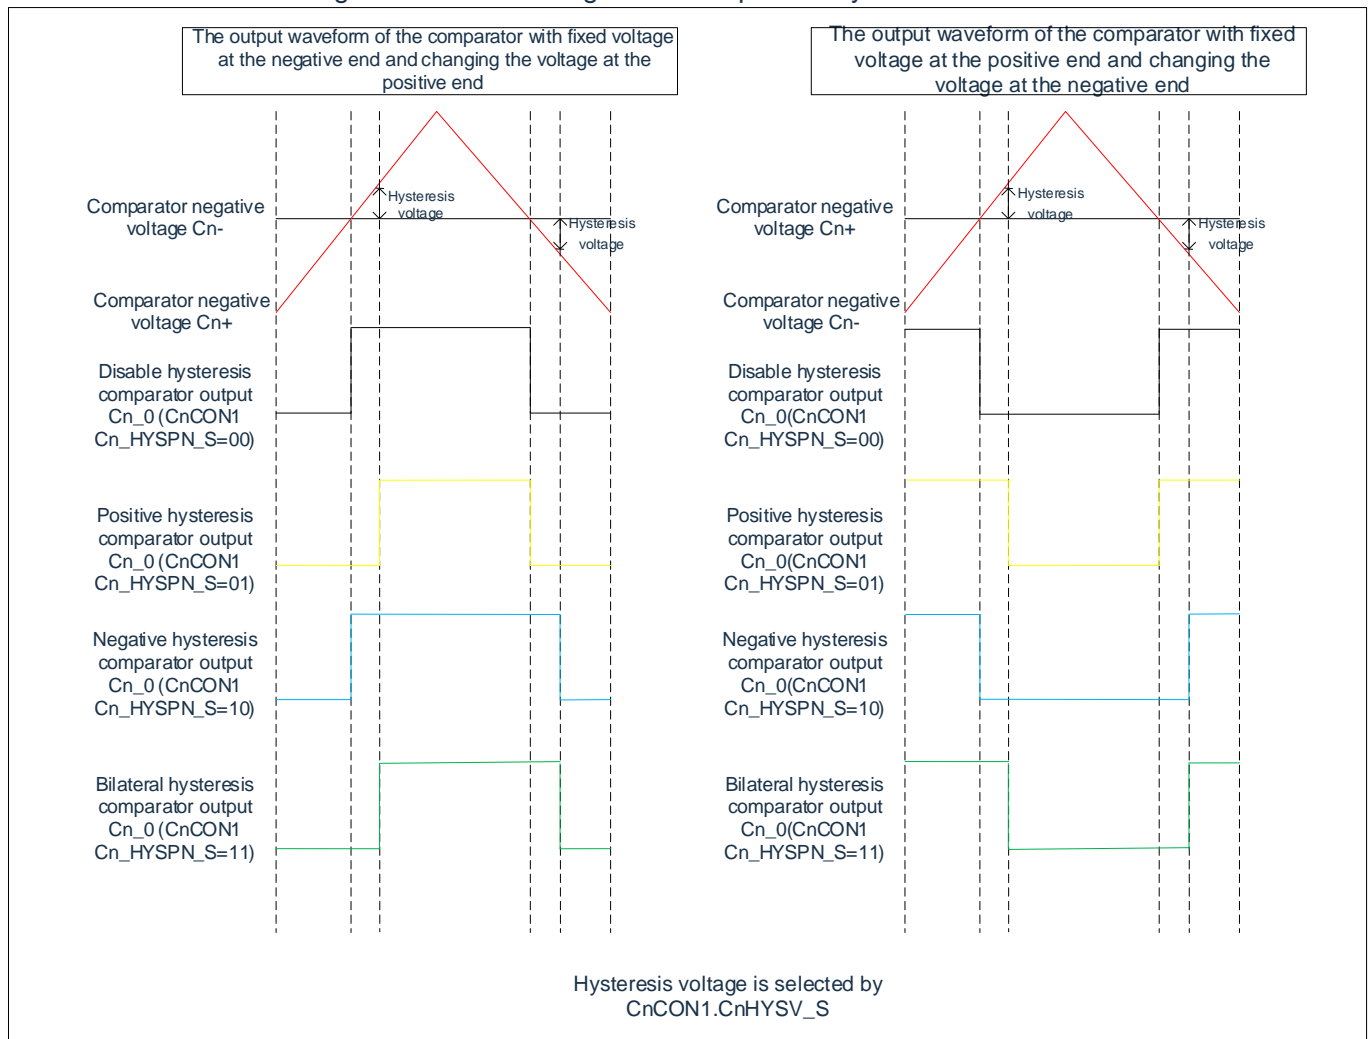 The output waveform of the comparator with fixed voltage
at the negative end and changing the voltage at the
positive end
Comparator negative
voltage Cn-
Hysteresis
voltage
Hysteresis
voltage
Comparator negative
voltage Cn+
Disable hysteresis
comparator output
Cn_0 (CnCON1
Cn_HYSPN_S=00)
Positive hysteresis
comparator output
Cn_0 (CnCON1
Cn_HYSPN_S=01)
Negative hysteresis
comparator output
Cn_0 (CnCON1
Cn_HYSPN_S=10)
Bilateral hysteresis
comparator output
Cn_0 (CnCON1
Cn_HYSPN_S=11)
The output waveform of the comparator with fixed
voltage at the positive end and changing the
voltage at the negative end
Comparator negative
voltage Cn+
Hysteresis
voltage
Hysteresis
voltage
Comparator negative
voltage Cn-
Disable hysteresis
comparator output
Cn_0(CnCON1
Cn_HYSPN_S=00)
Positive hysteresis
comparator output
Cn_0(CnCON1
Cn_HYSPN_S=01)
Negative hysteresis
comparator output
Cn_0(CnCON1
Cn_HYSPN_S=10)
Bilateral hysteresis
comparator output
Cn_0(CnCON1
Cn_HYSPN_S=11)
Hysteresis voltage is selected by
CnCON1.CnHYSV_S